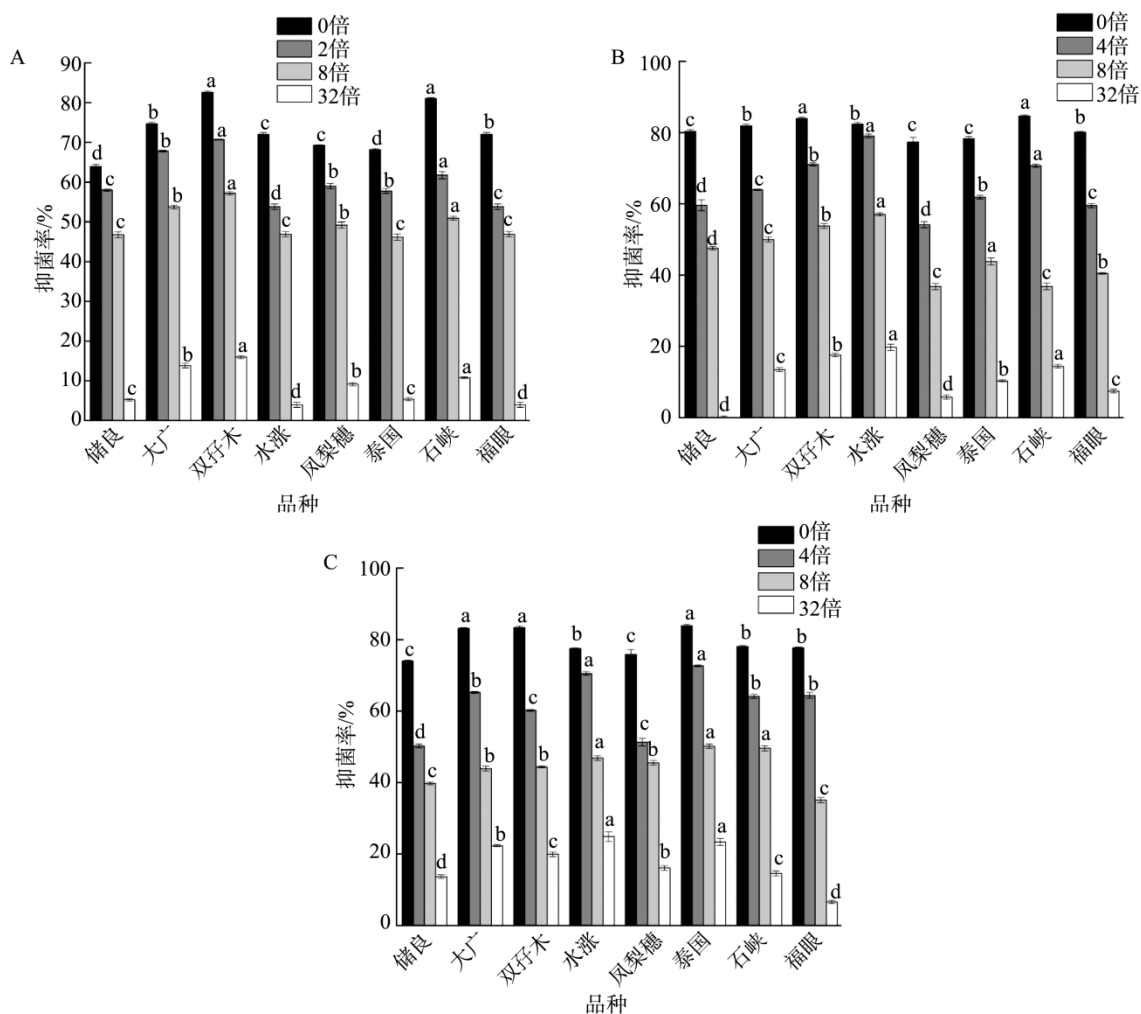 A
0倍
2倍
8倍
32倍
抑菌率/%
90
80
70
60
50
40
30
20
10
0
d c c c
b b b b
a a a a
c d c d
c b b b
d b c c
a a a a
b c c d
储良 大广 双孖木 水涨 凤梨穗 泰国 石峡 福眼
品种
B
0倍
4倍
8倍
32倍
抑菌率/%
100
80
60
40
20
0
c d d d
b c c c
a b b b
b a a a
c d c d
c b a b
a a c a
b c b c
储良 大广 双孖木 水涨 凤梨穗 泰国 石峡 福眼
品种
C
0倍
4倍
8倍
32倍
抑菌率/%
100
80
60
40
20
0
c d c d
a b b b
a c b c
b a a a
c c b b
a a a a
b b a c
b b c d
储良 大广 双孖木 水涨 凤梨穗 泰国 石峡 福眼
品种